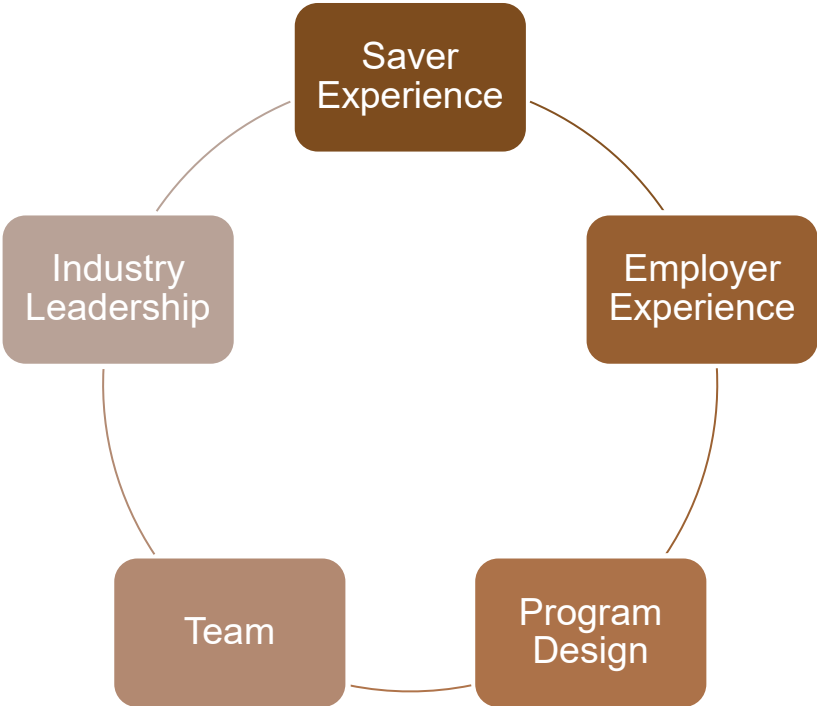 Saver
Experience
Employer
Experience
Program
Design
Team
Industry
Leadership